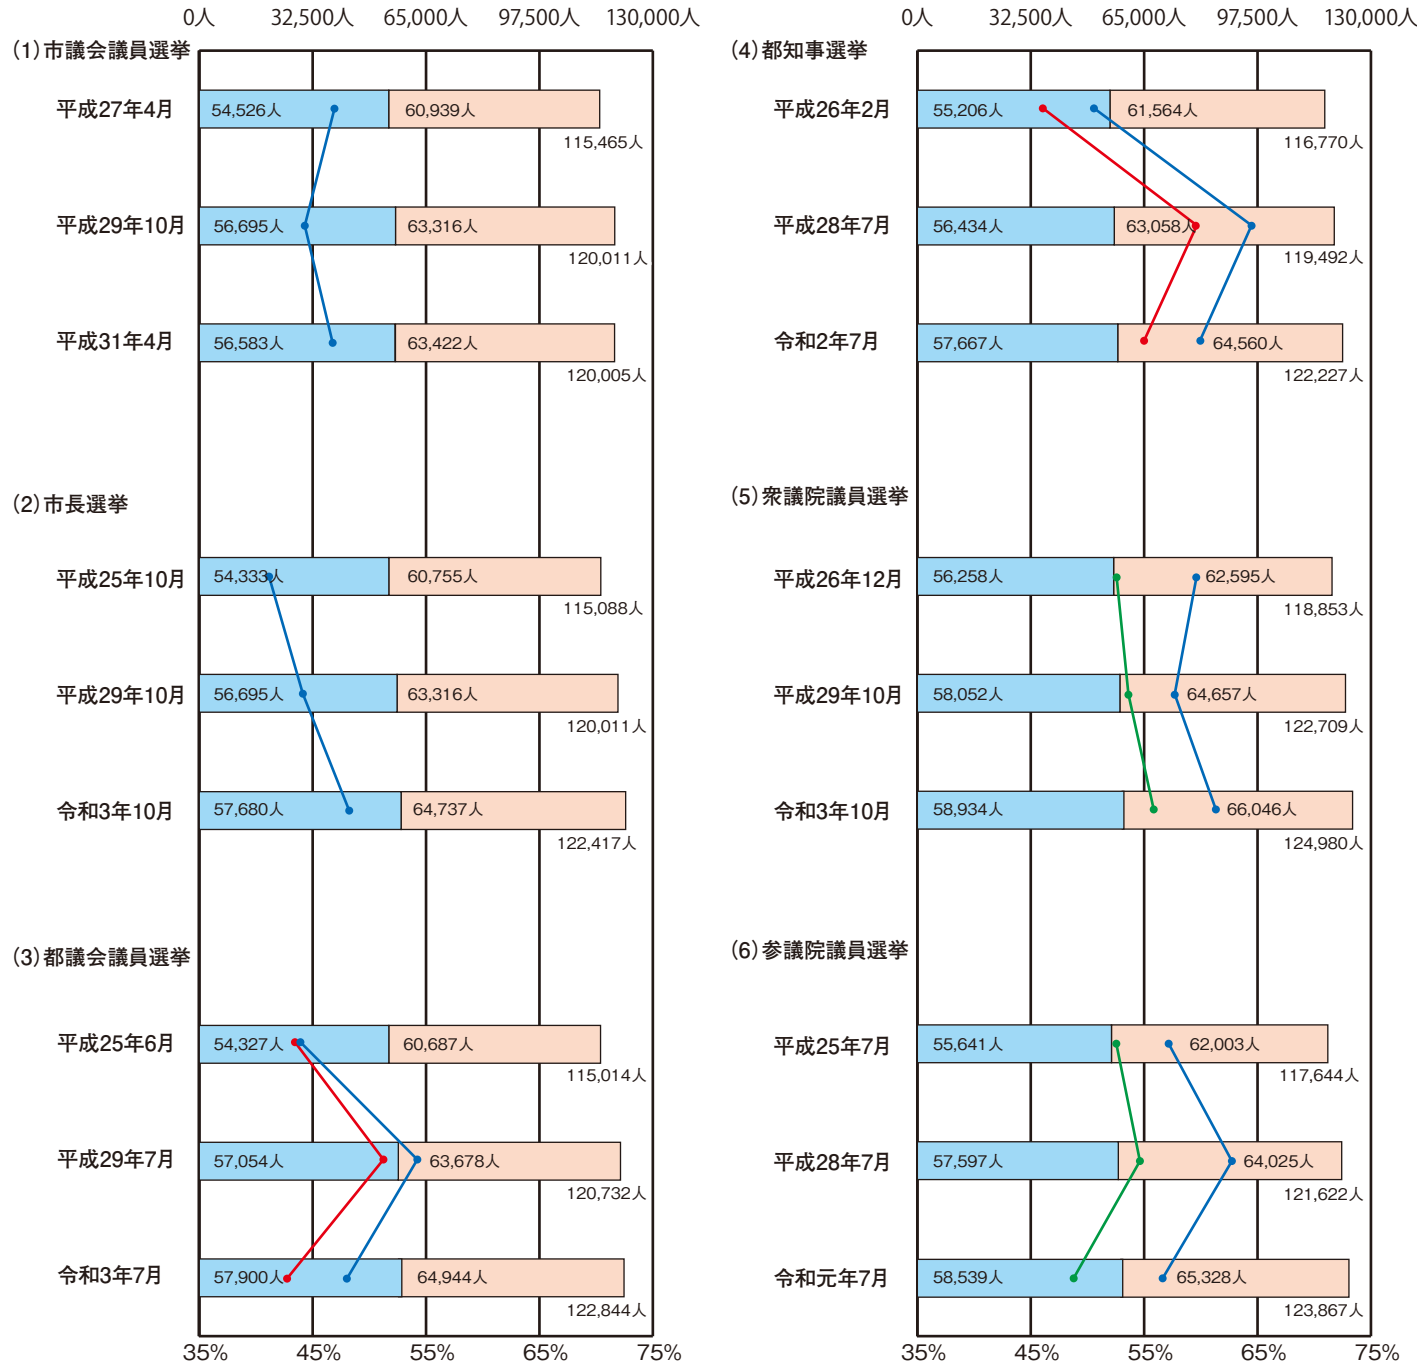 0人 32,500人 65,000人 97,500人 130,000人
(1)市議会議員選挙
平成27年4月 54,526人 60,939人
115,465人
平成29年10月 56,695人 63,316人
120,011人
平成31年4月 56,583人 63,422人
120,005人
(2)市長選挙
平成25年10月 54,333人 60,755人
115,088人
平成29年10月 56,695人 63,316人
120,011人
令和3年10月 57,680人 64,737人
122,417人
(3)都議会議員選挙
平成25年6月 54,327人 60,687人
115,014人
平成29年7月 57,054人 63,678人
120,732人
令和3年7月 57,900人 64,944人
122,844人
35% 45% 55% 65% 75%
0人 32,500人 65,000人 97,500人 130,000人
(4)都知事選挙
平成26年2月 55,206人 61,564人
116,770人
平成28年7月 56,434人 63,058人
119,492人
令和2年7月 57,667人 64,560人
122,227人
(5)衆議院議員選挙
平成26年12月 56,258人 62,595人
118,853人
平成29年10月 58,052人 64,657人
122,709人
令和3年10月 58,934人 66,046人
124,980人
(6)参議院議員選挙
平成25年7月 55,641人 62,003人
117,644人
平成28年7月 57,597人 64,025人
121,622人
令和元年7月 58,539人 65,328人
123,867人
35% 45% 55% 65% 75%